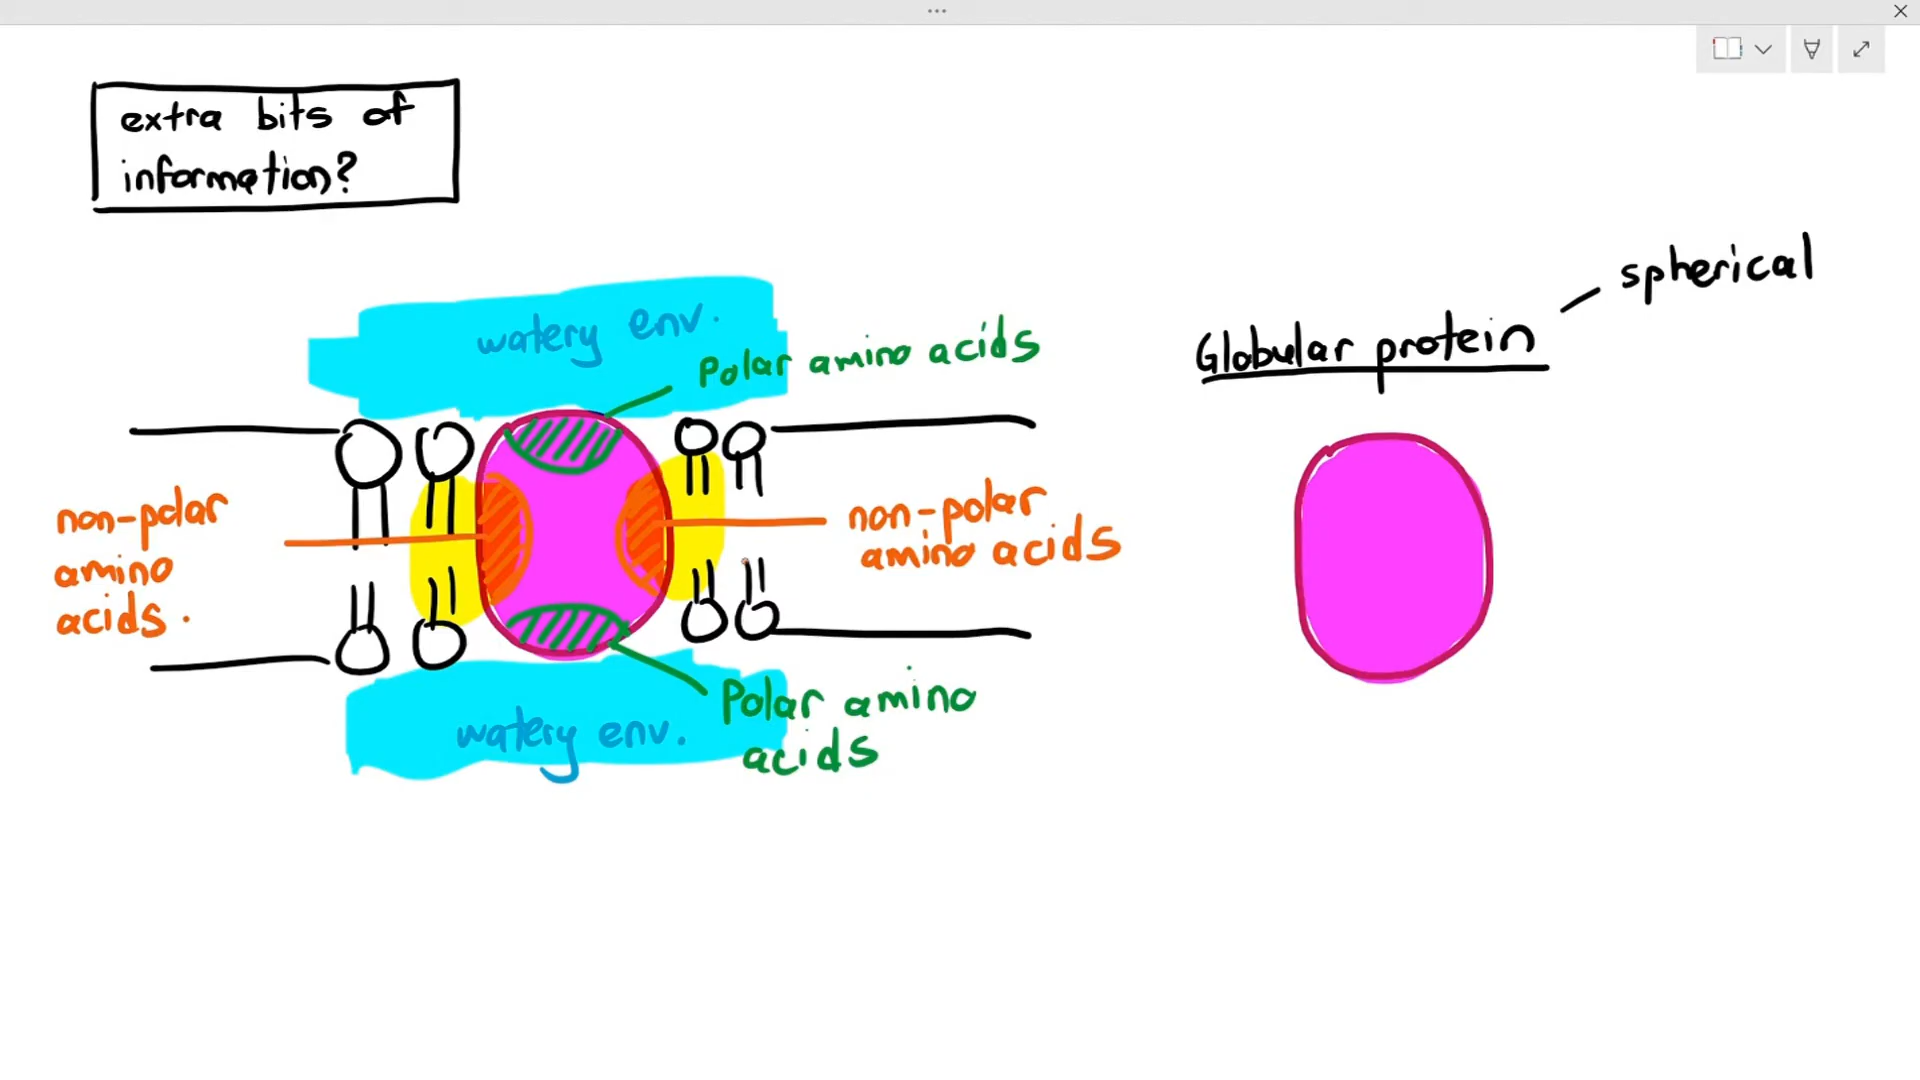 extra bits of
information?
spherical
watery env.
Globular protein
Polar amino acids
non-polar
amino
acids.
non-polar
amino acids
Polar amino
acids
watery env.